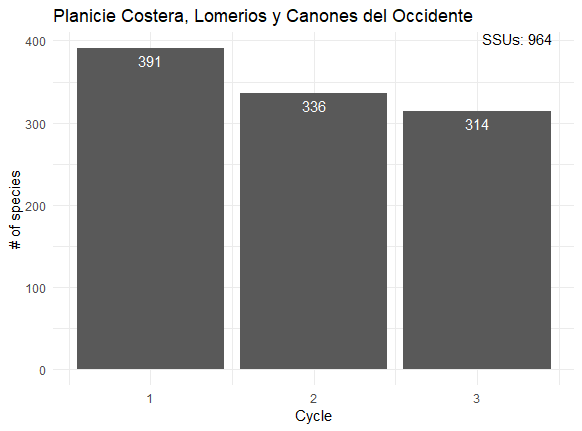 Planicie Costera, Lomerios y Canones del Occidente
SSUs: 964
400
300
200
100
0
# of species
391
336
314
1
2
3
Cycle